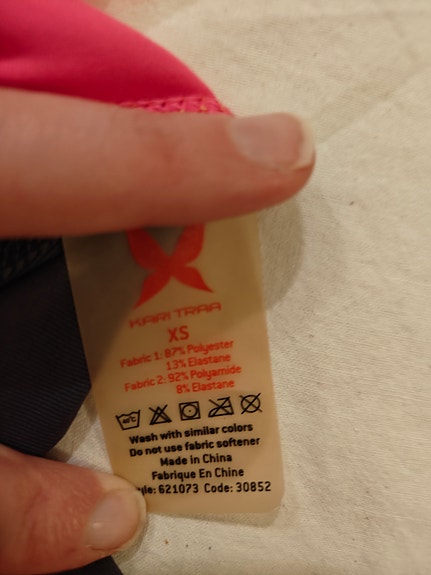 KARI TRAA
XS
Fabric 1: 87% Polyester
13% Elastane
Fabric 2: 92% Polyamide
8% Elastane
40°C
Wash with similar colors
Do not use fabric softener
Made in China
Fabrique En Chine
621073 Code: 30852